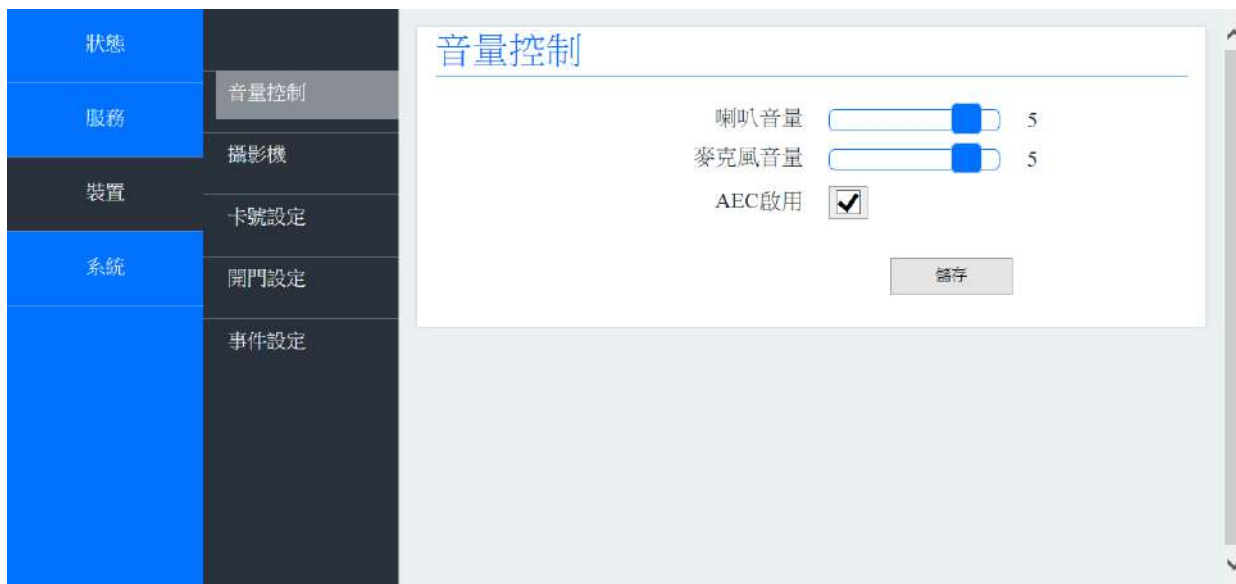 狀態
服務
裝置
系統
音量控制
攝影機
卡號設定
開門設定
事件設定
音量控制
喇叭音量 5
麥克風音量 5
AEC啟用
儲存